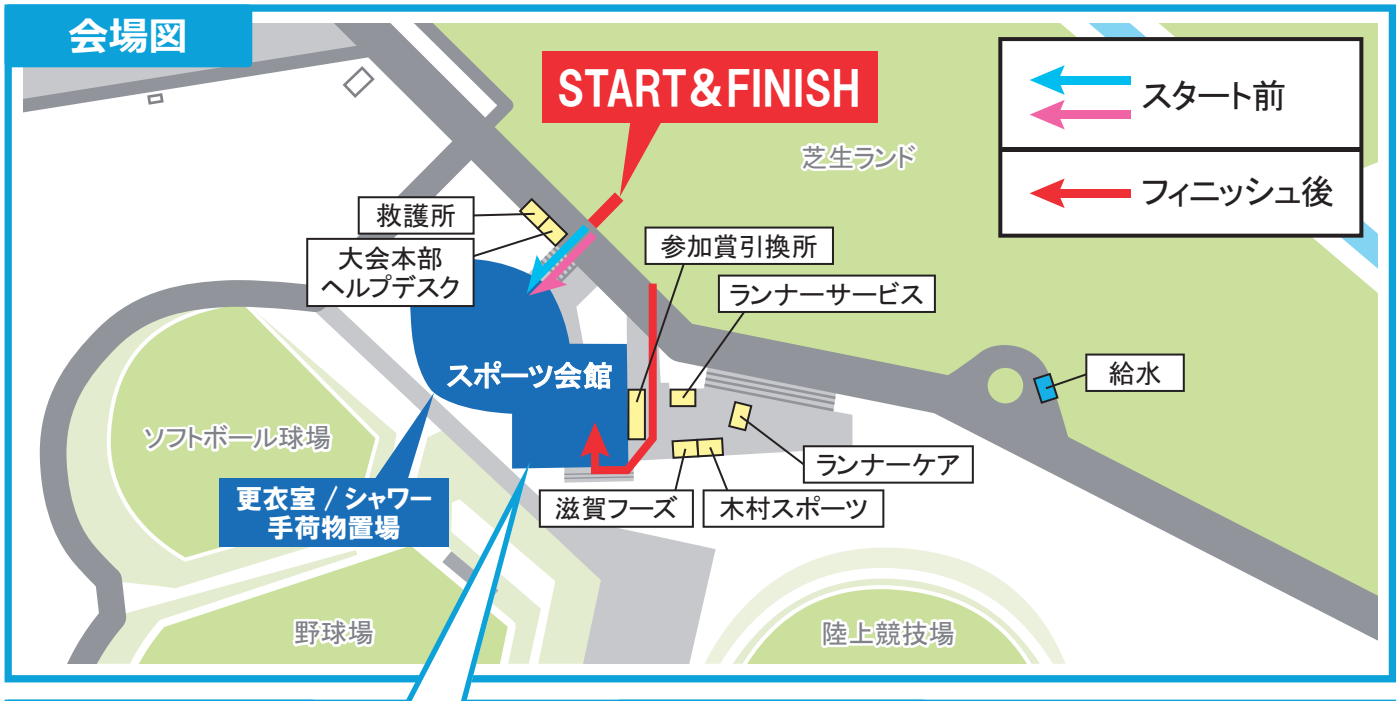 会場図
START&FINISH
スタート前
フィニッシュ後
芝生ランド
救護所
大会本部
ヘルプデスク
参加賞引換所
ランナーサービス
給水
スポーツ会館
ソフトボール球場
ランナーケア
更衣室 / シャワー
手荷物置場
滋賀フーズ
木村スポーツ
野球場
陸上競技場